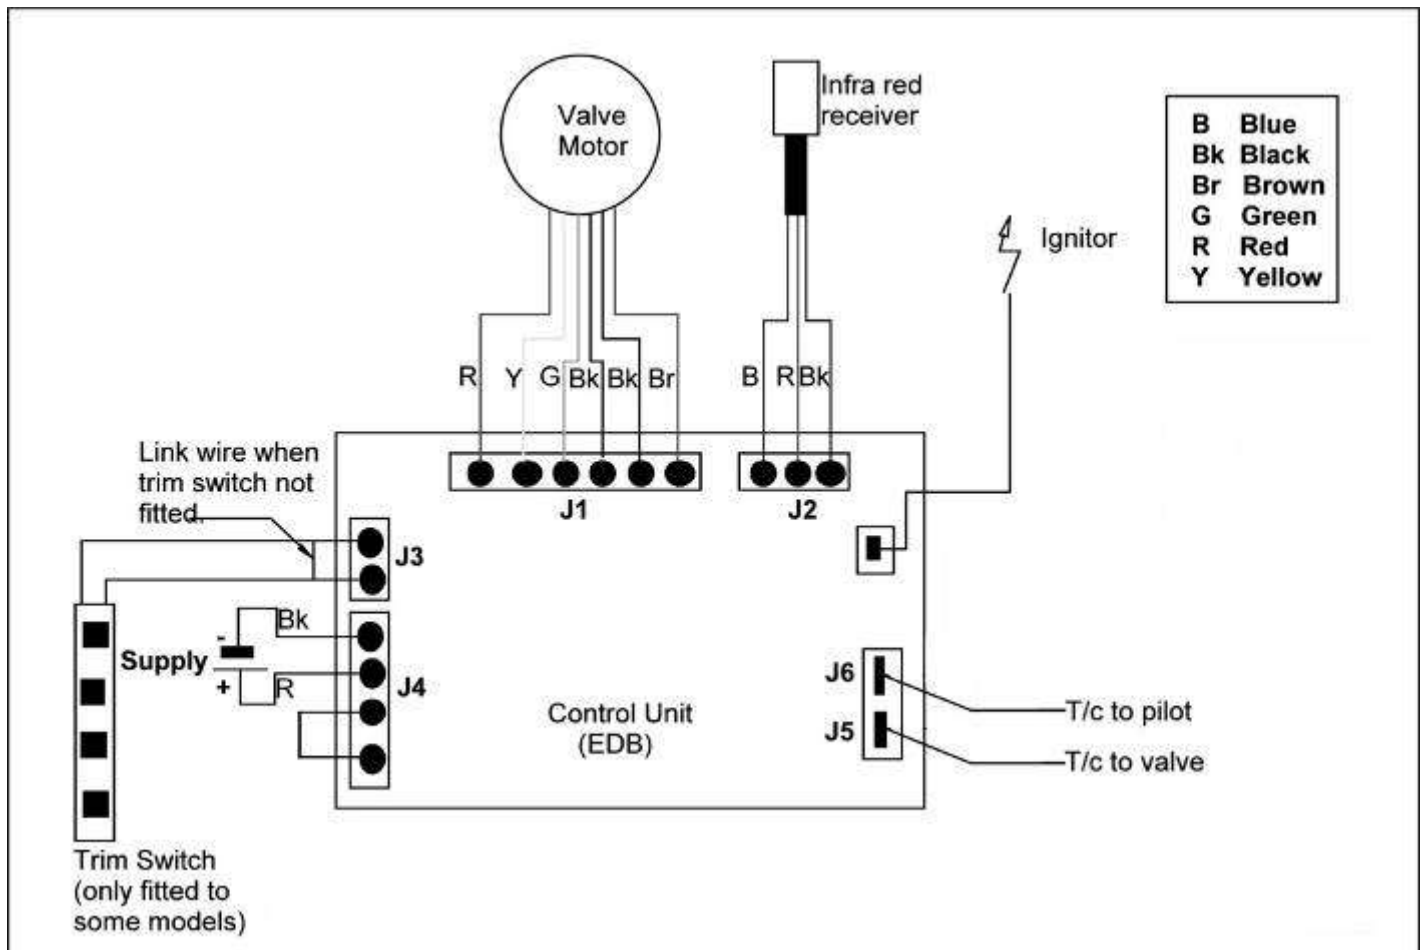 Valve
Motor
Infra red
receiver
B Blue
Bk Black
Br Brown
G Green
R Red
Y Yellow
Ignitor
R Y G Bk Bk Br
B R Bk
Link wire when
trim switch not
fitted.
J1
J2
J3
Bk
-
Supply
+
R
J4
J6
J5
Control Unit
(EDB)
T/c to pilot
T/c to valve
Trim Switch
(only fitted to
some models)